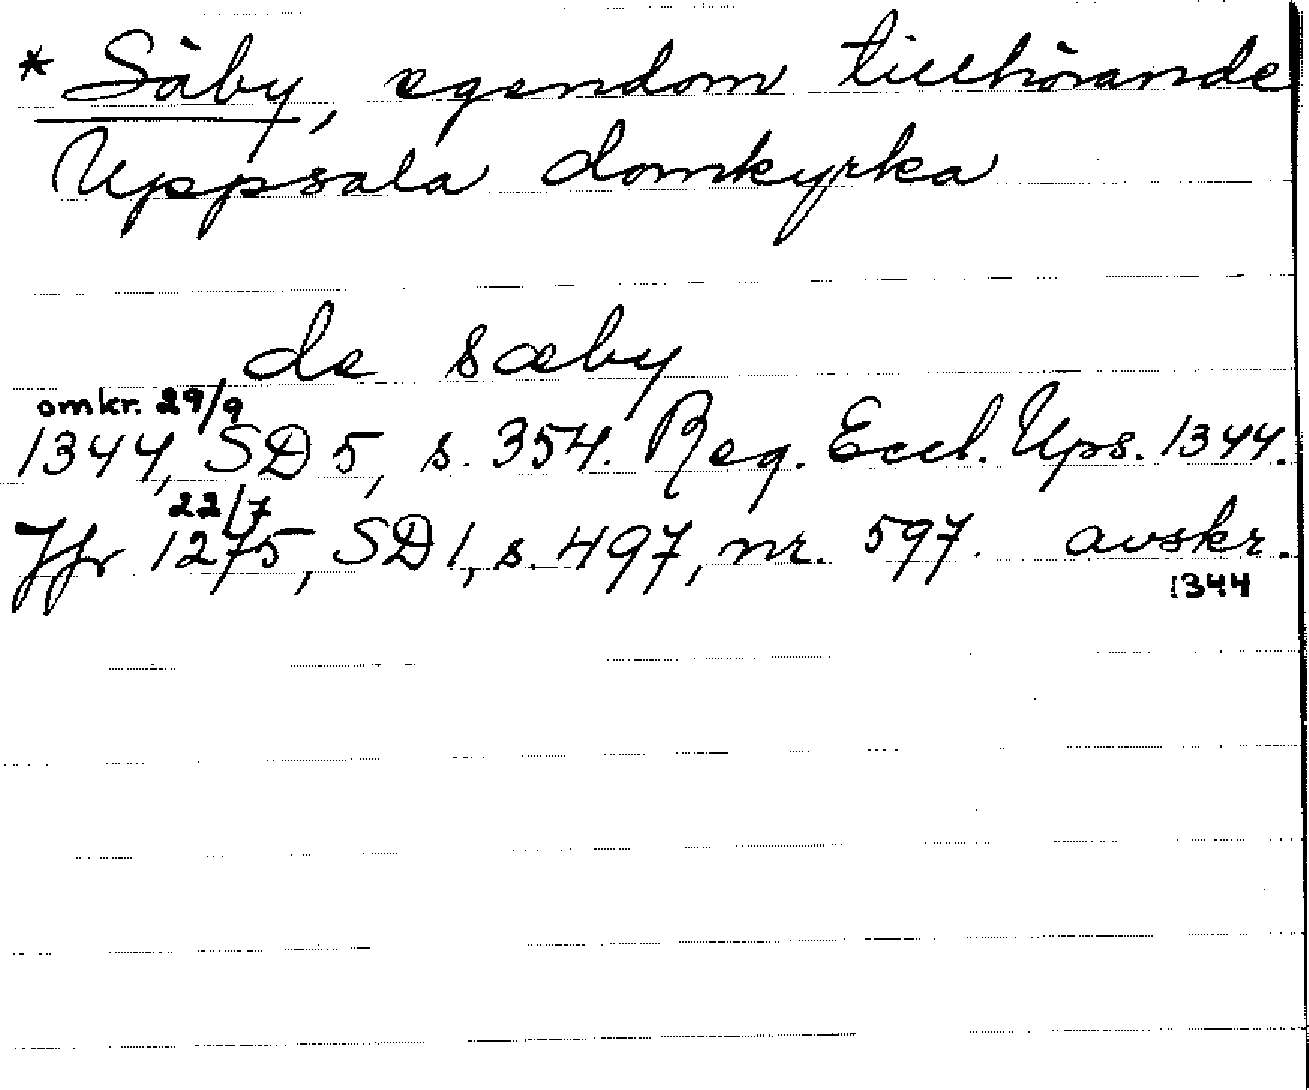 * Säby, egendom tillhörande
Uppsala domkyrka
de sæby
omkr. 29/9
1344, SD 5, s. 354. Reg. Eccl. Ups. 1344.
22/7
Jfr 1275, SD 1, s. 497, nr. 597. avskr.
1344